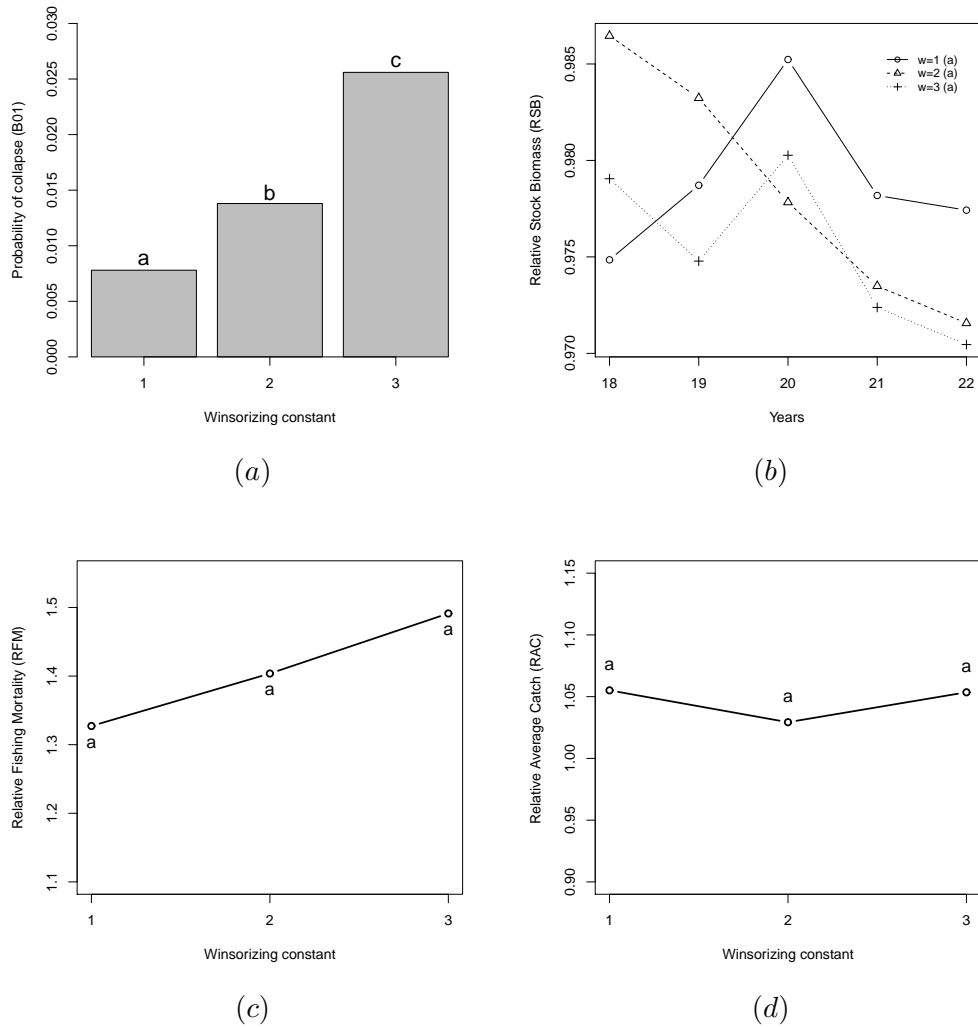 0.000 0.005 0.010 0.015 0.020 0.025 0.030
Probability of collapse (B01)
a
b
c
1 2 3
Winsorizing constant
(a)
0.970 0.975 0.980 0.985
Relative Stock Biomass (RSB)
w=1 (a)
w=2 (a)
w=3 (a)
18 19 20 21 22
Years
(b)
1.1 1.2 1.3 1.4 1.5
Relative Fishing Mortality (RFM)
a
a
a
1 2 3
Winsorizing constant
(c)
0.90 0.95 1.00 1.05 1.10 1.15
Relative Average Catch (RAC)
a
a
a
1 2 3
Winsorizing constant
(d)